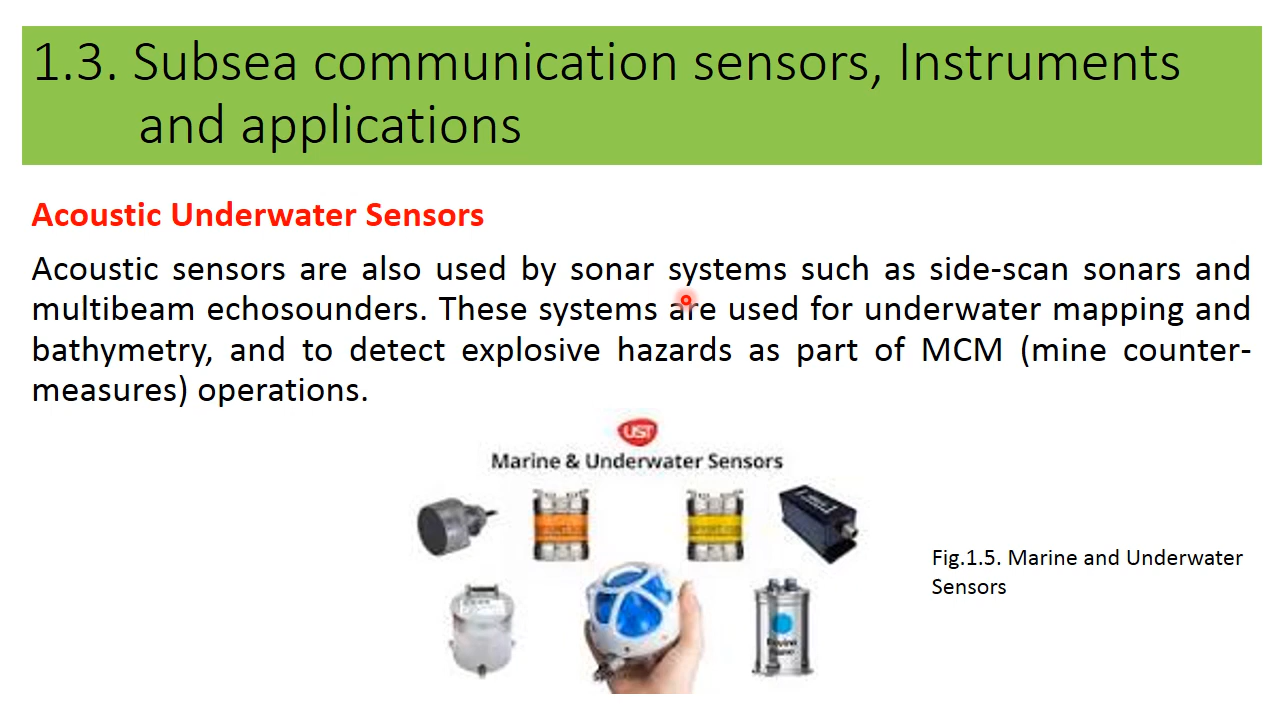 1.3. Subsea communication sensors, Instruments
and applications
Acoustic Underwater Sensors
Acoustic sensors are also used by sonar systems such as side-scan sonars and
multibeam echosounders. These systems are used for underwater mapping and
bathymetry, and to detect explosive hazards as part of MCM (mine counter-
measures) operations.
UST
Marine & Underwater Sensors
Fig.1.5. Marine and Underwater
Sensors